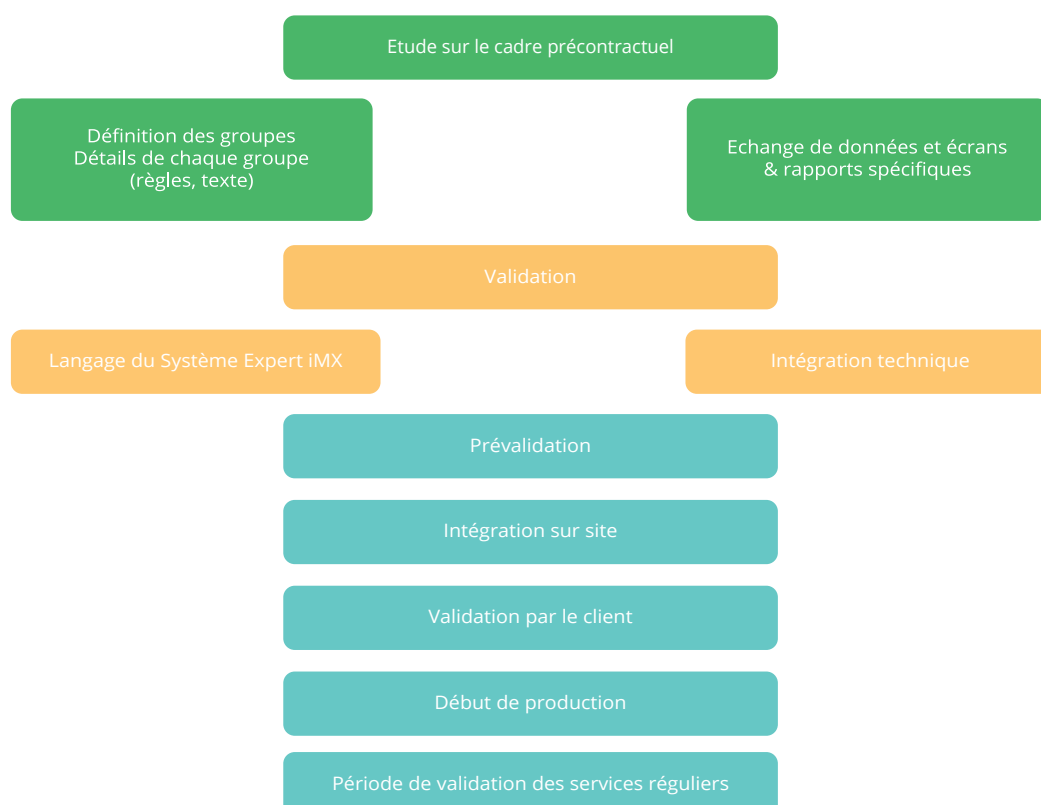 Etude sur le cadre précontractuel
Définition des groupes
Détails de chaque groupe
(règles, texte)
Echange de données et écrans
& rapports spécifiques
Validation
Langage du Système Expert iMX
Intégration technique
Prévalidation
Intégration sur site
Validation par le client
Début de production
Période de validation des services réguliers